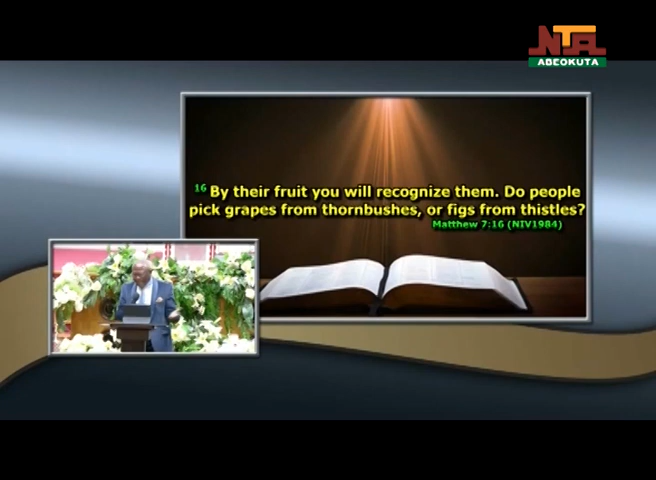 NTA
ABEOKUTA
16 By their fruit you will recognize them. Do people
pick grapes from thornbushes, or figs from thistles?
Matthew 7:16 (NIV1984)